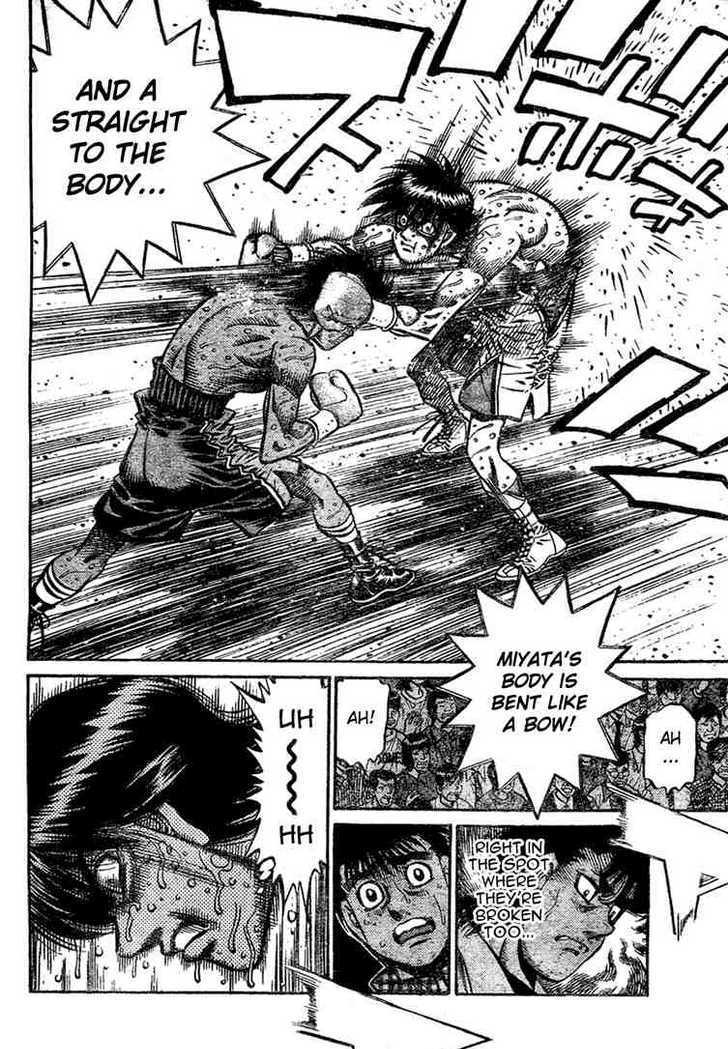 AND A
STRAIGHT
TO THE
BODY...
MIYATA'S
BODY IS
BENT LIKE
A BOW!
AH!
AH
...
UH
HH
RIGHT IN
THE SPOT
WHERE
THEY'RE
BROKEN
TOO...